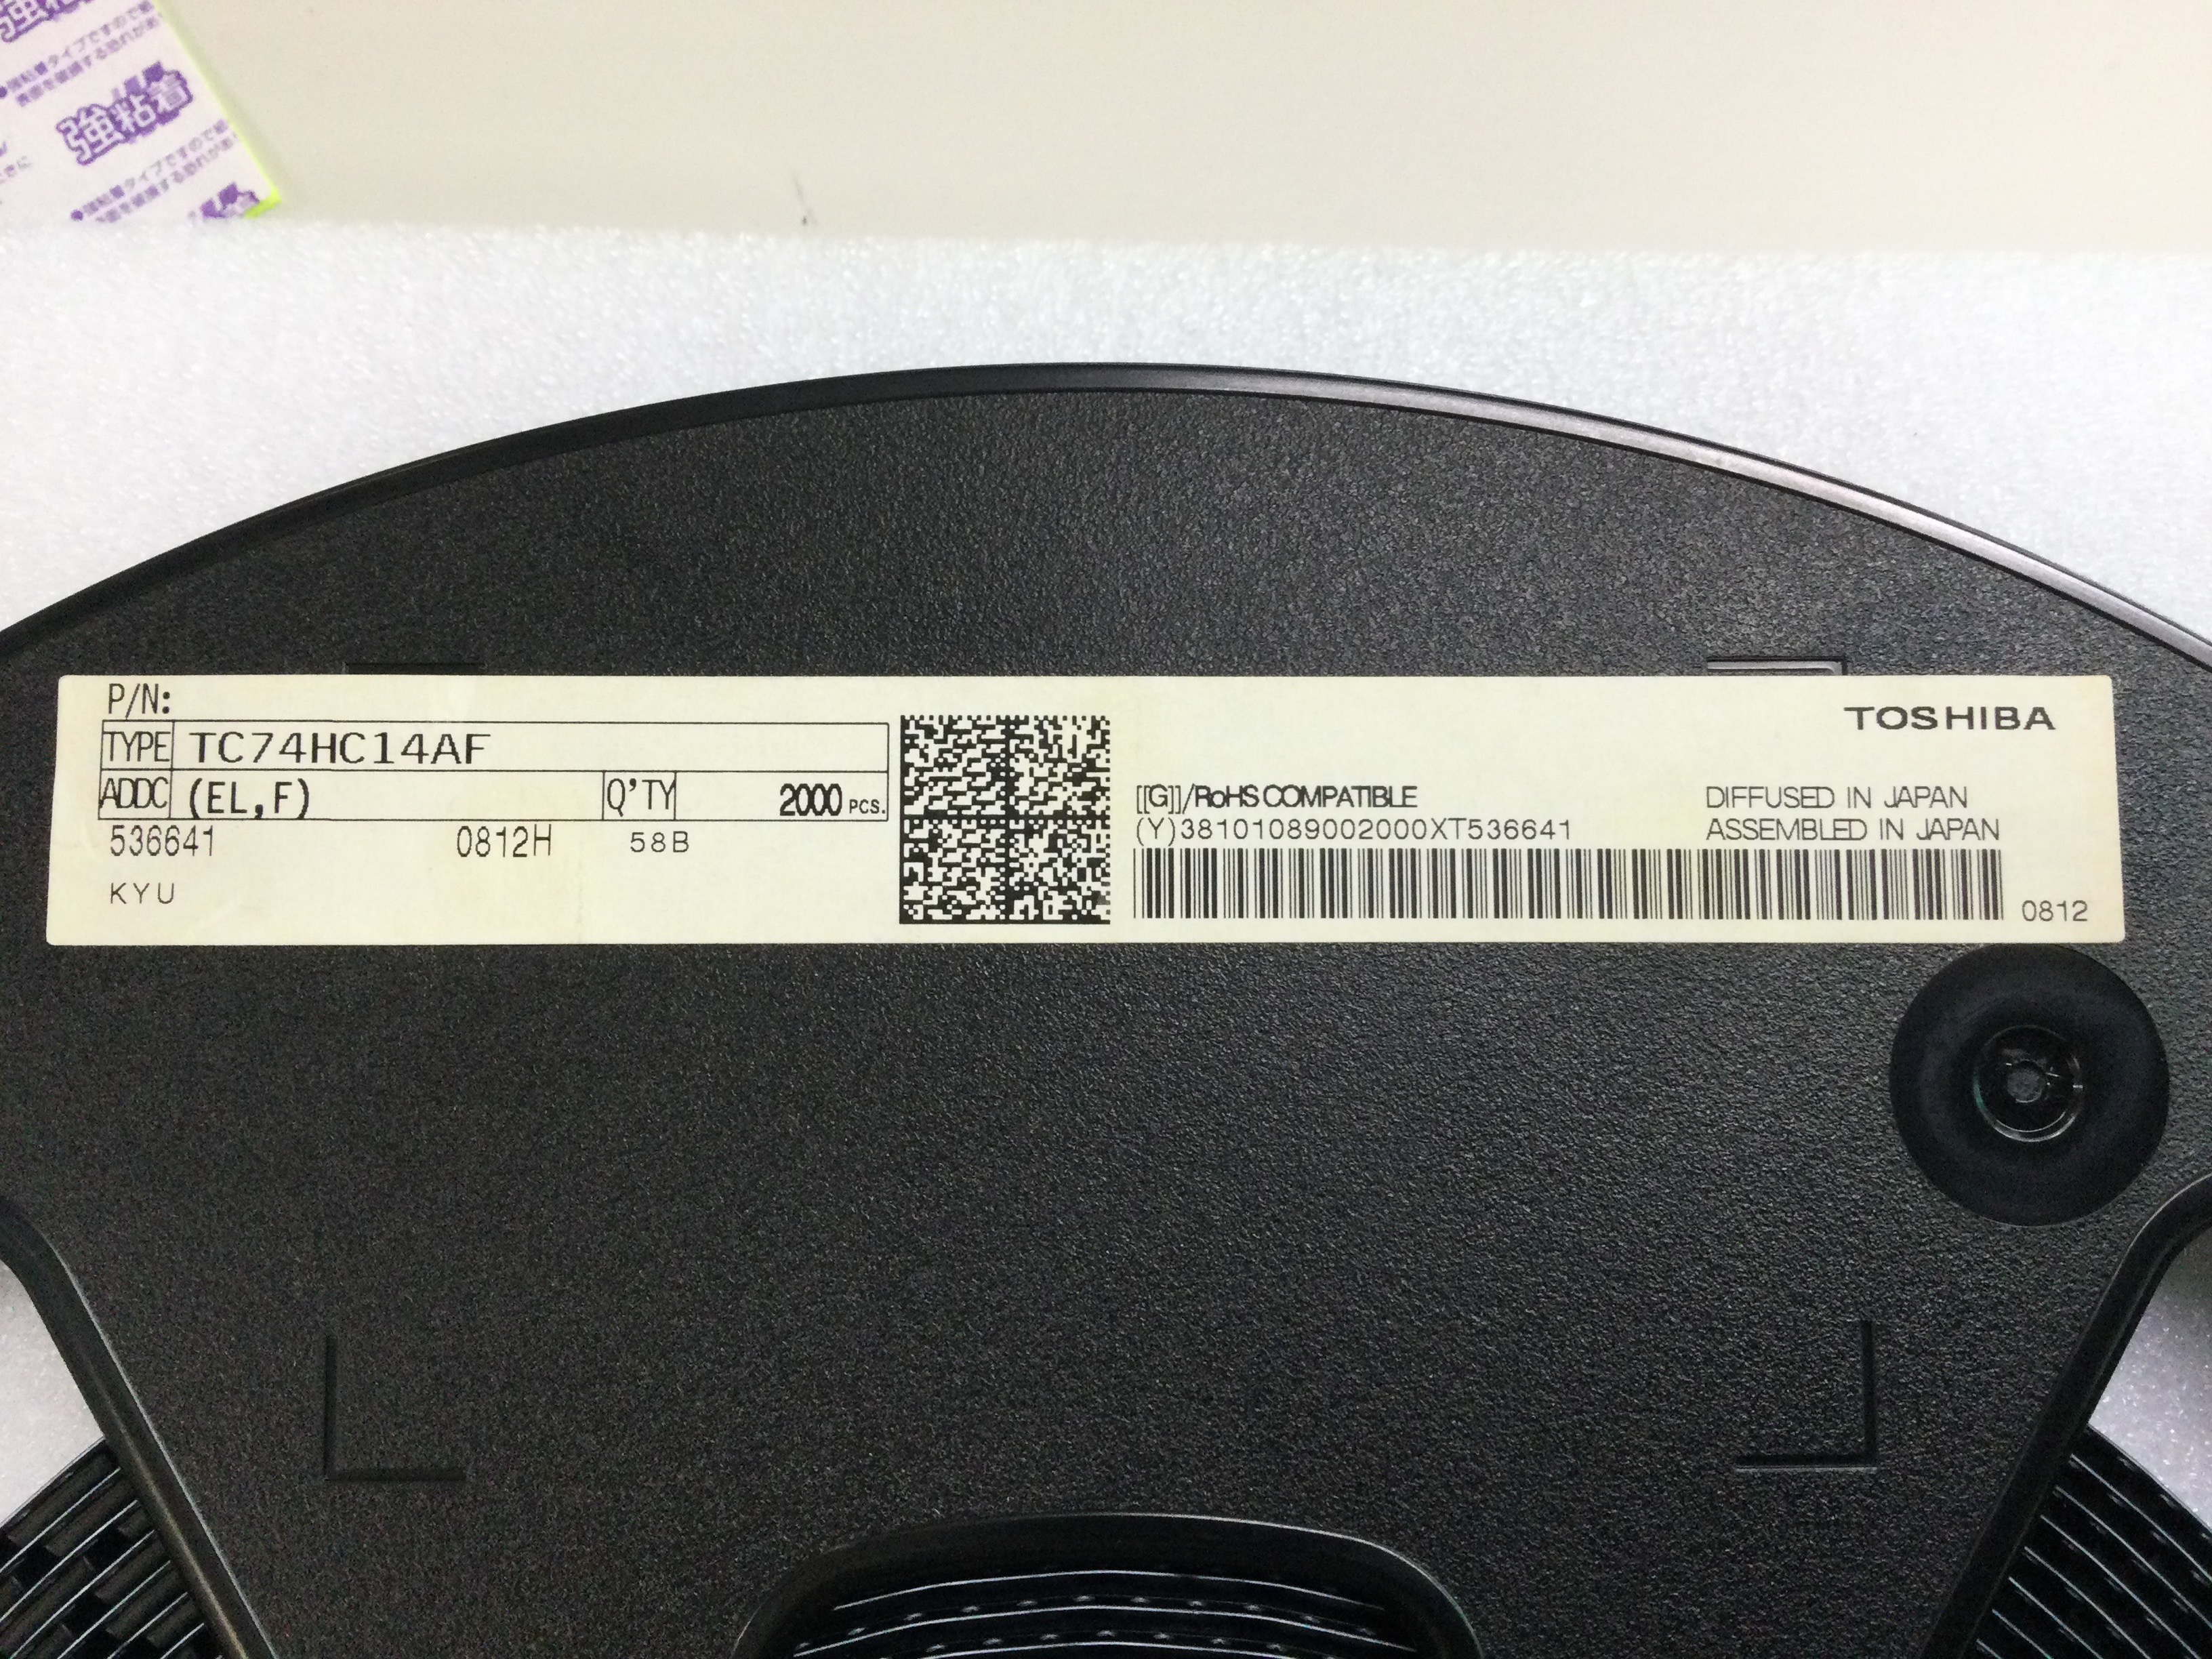 強粘着
P/N:
TYPE TC74HC14AF
ADDC (EL,F) Q'TY 2000 PCS.
536641 0812H 58B
KYU
TOSHIBA
[[G]]/RoHS COMPATIBLE
DIFFUSED IN JAPAN
(Y)38101089002000XT536641
ASSEMBLED IN JAPAN
0812